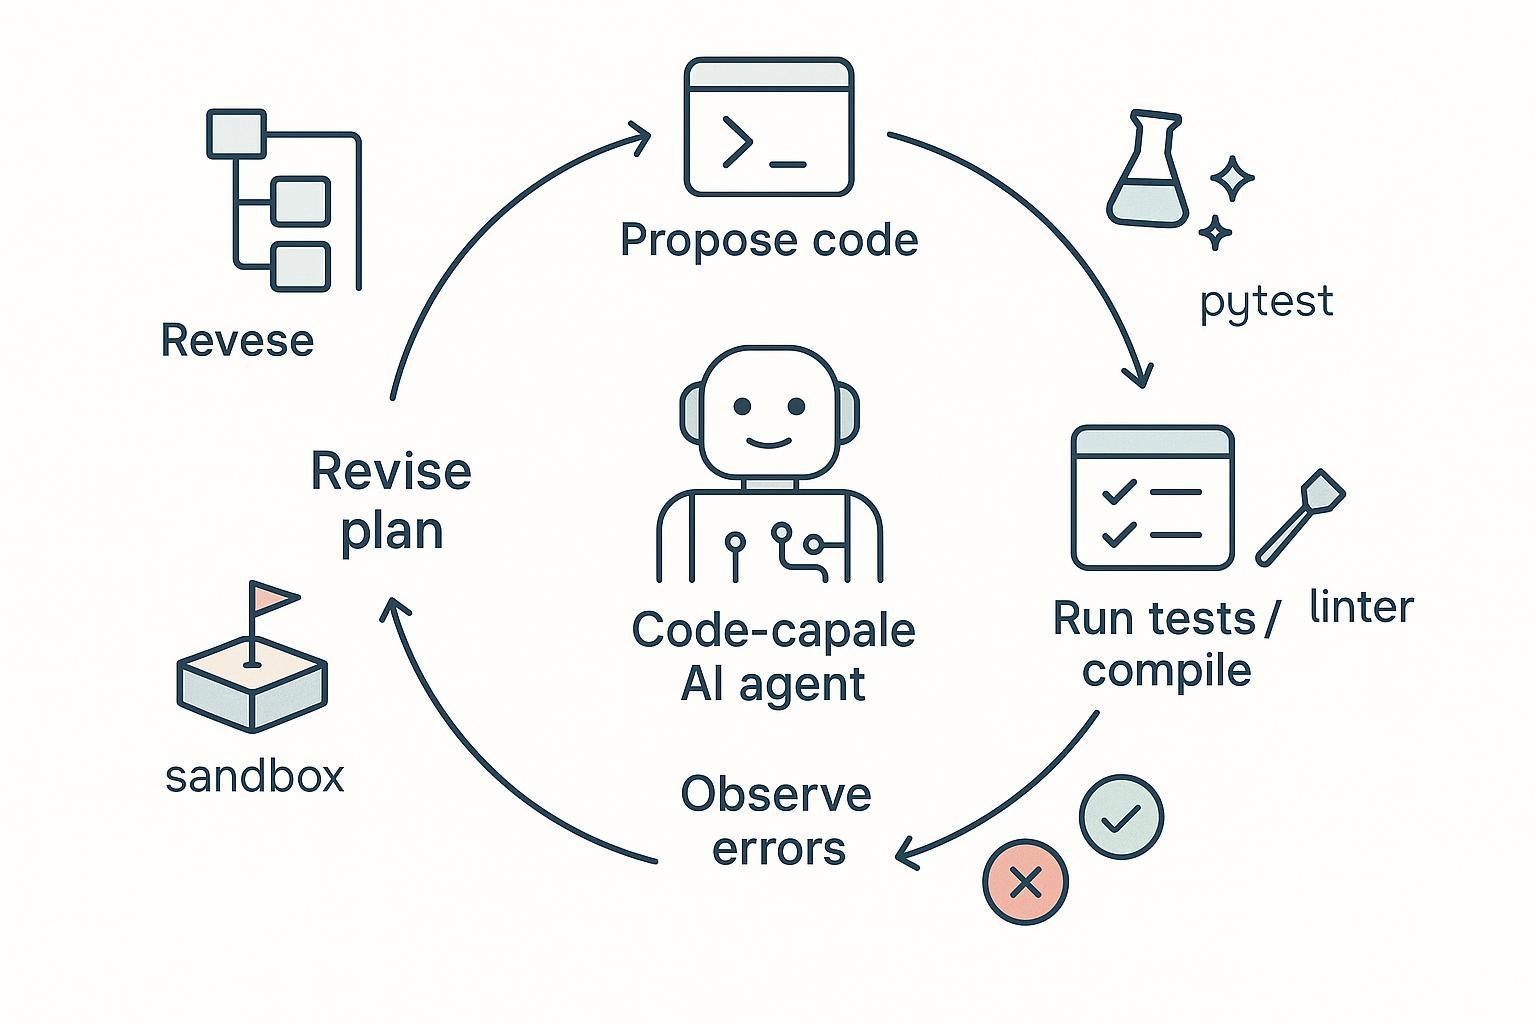 Propose code
pytest
Revese
Revise
plan
Code-capale
AI agent
Run tests /
compile
linter
sandbox
Observe
errors